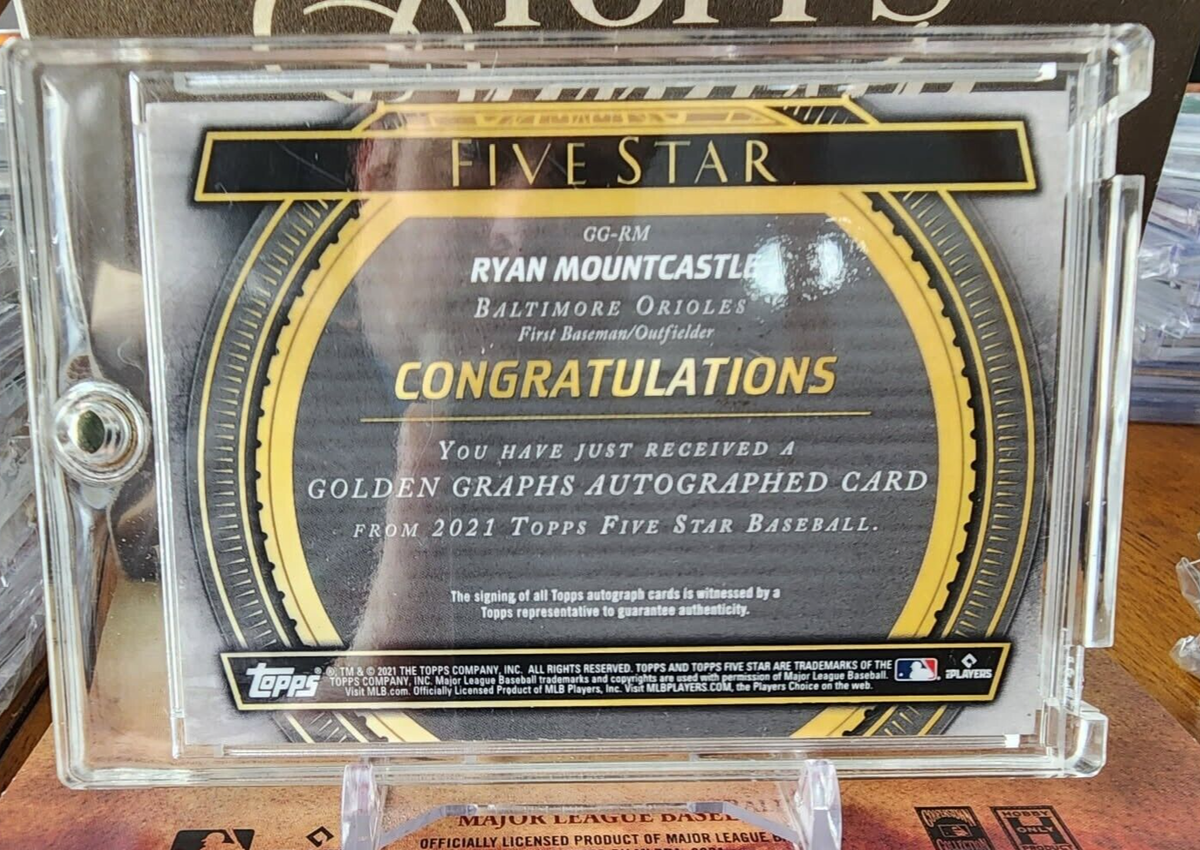 TOPPS
FIVE STAR
GG-RM
RYAN MOUNTCASTLE
BALTIMORE ORIOLES
First Baseman/Outfielder
CONGRATULATIONS
YOU HAVE JUST RECEIVED A
GOLDEN GRAPHS AUTOGRAPHED CARD
FROM 2021 TOPPS FIVE STAR BASEBALL.
The signing of all Topps autograph cards is witnessed by a
Topps representative to guarantee authenticity.
topps
®, TM & © 2021 THE TOPPS COMPANY, INC. ALL RIGHTS RESERVED. TOPPS AND TOPPS FIVE STAR ARE TRADEMARKS OF THE
TOPPS COMPANY, INC. Major League Baseball trademarks and copyrights are used with permission of Major League Baseball.
Visit MLB.com. Officially Licensed Product of MLB Players, Inc. Visit MLBPLAYERS.COM, the Players Choice on the web.
PLAYERS
MAJOR LEAGUE
OFFICIALLY LICENSED PRODUCT OF MAJOR LEAGUE
HOBBY
ONLY
PRODUCT